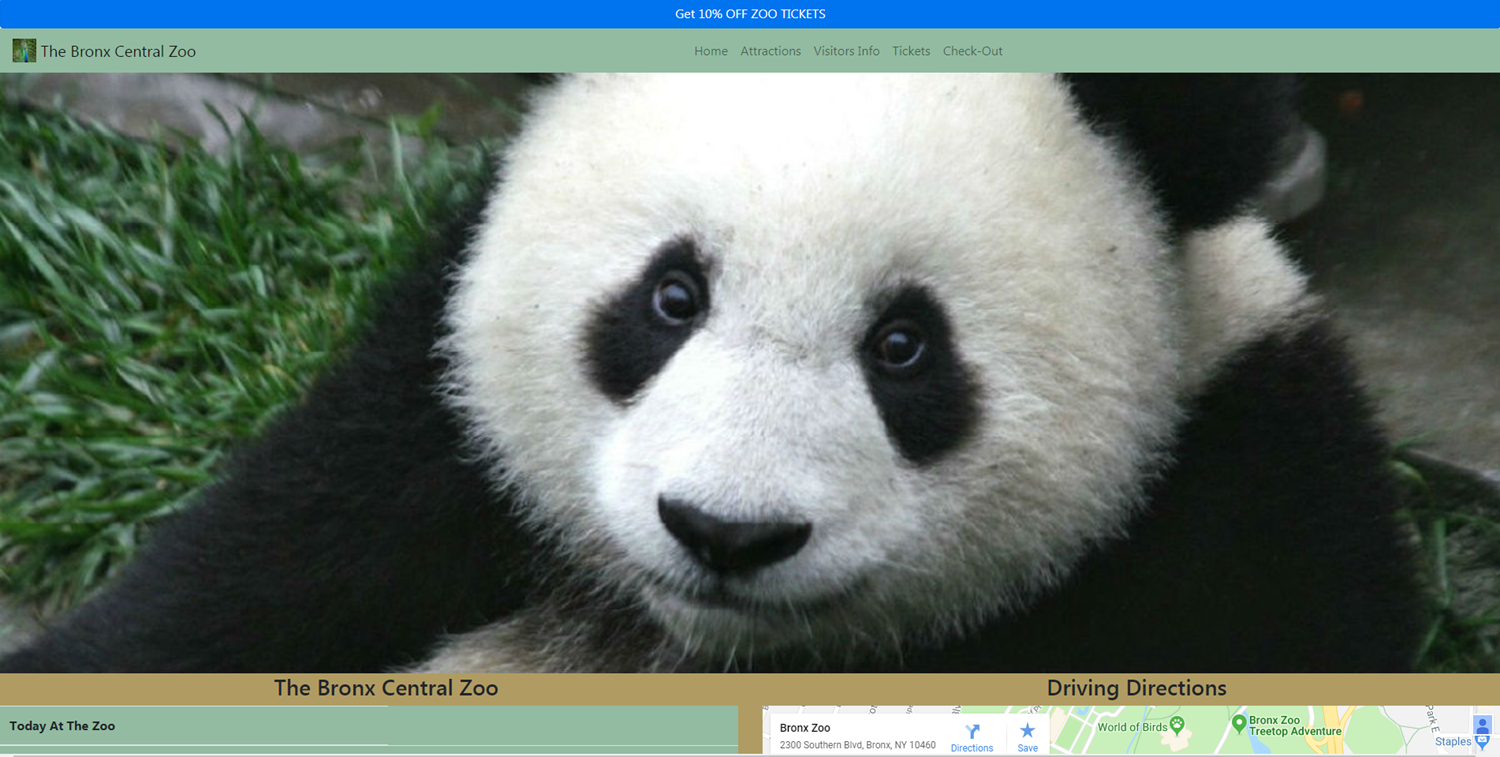 Get 10% OFF ZOO TICKETS
The Bronx Central Zoo
Home Attractions Visitors Info Tickets Check-Out
The Bronx Central Zoo
Driving Directions
Today At The Zoo
Bronx Zoo
2300 Southern Blvd, Bronx, NY 10460
Directions
Save
World of Birds
Bronx Zoo
Treetop Adventure
Park E
Staples